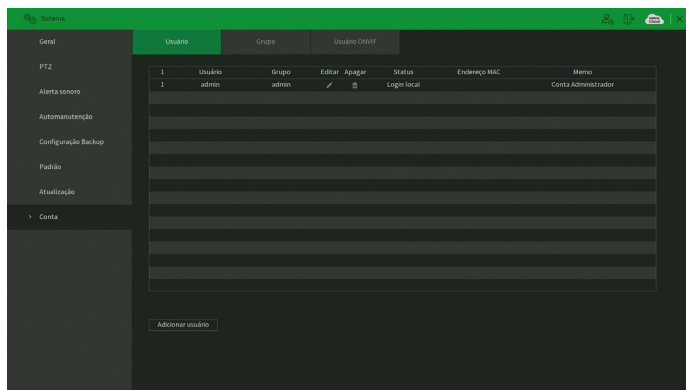 Sistema
Geral
PTZ
Alerta sonoro
Automanutenção
Configuração Backup
Padrão
Atualização
> Conta
Usuário Grupo Usuário ONVIF
1 Usuário Grupo Editar Apagar Status Endereço MAC Memo
1 admin admin Login local Conta Administrador
Adicionar usuário